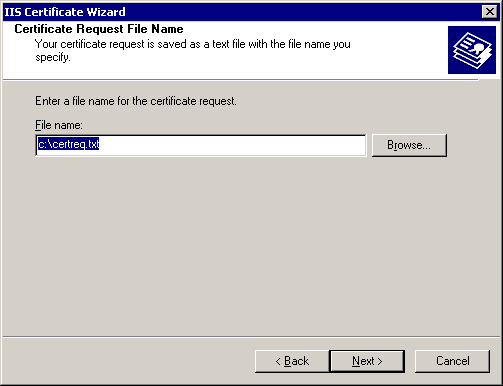 IIS Certificate Wizard
Certificate Request File Name
Your certificate request is saved as a text file with the file name you
specify.
Enter a file name for the certificate request.
File name:
c:\certreq.txt
Browse...
< Back
Next >
Cancel